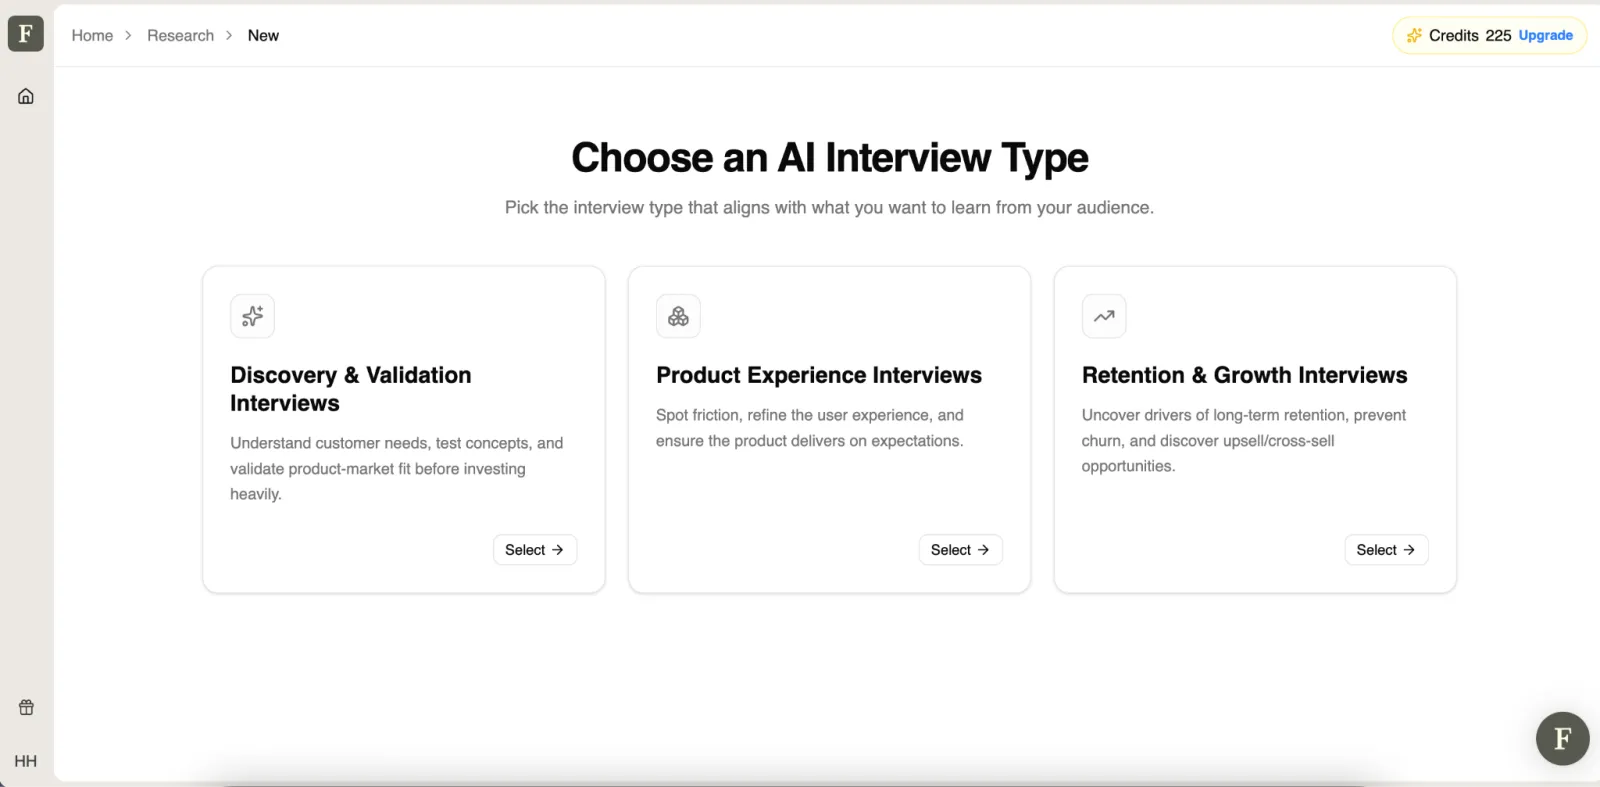 F
Home > Research > New
Credits 225 Upgrade
Choose an AI Interview Type
Pick the interview type that aligns with what you want to learn from your audience.
Discovery & Validation
Interviews
Understand customer needs, test concepts, and
validate product-market fit before investing
heavily.
Select →
Product Experience Interviews
Spot friction, refine the user experience, and
ensure the product delivers on expectations.
Select →
Retention & Growth Interviews
Uncover drivers of long-term retention, prevent
churn, and discover upsell/cross-sell
opportunities.
Select →
HH
F